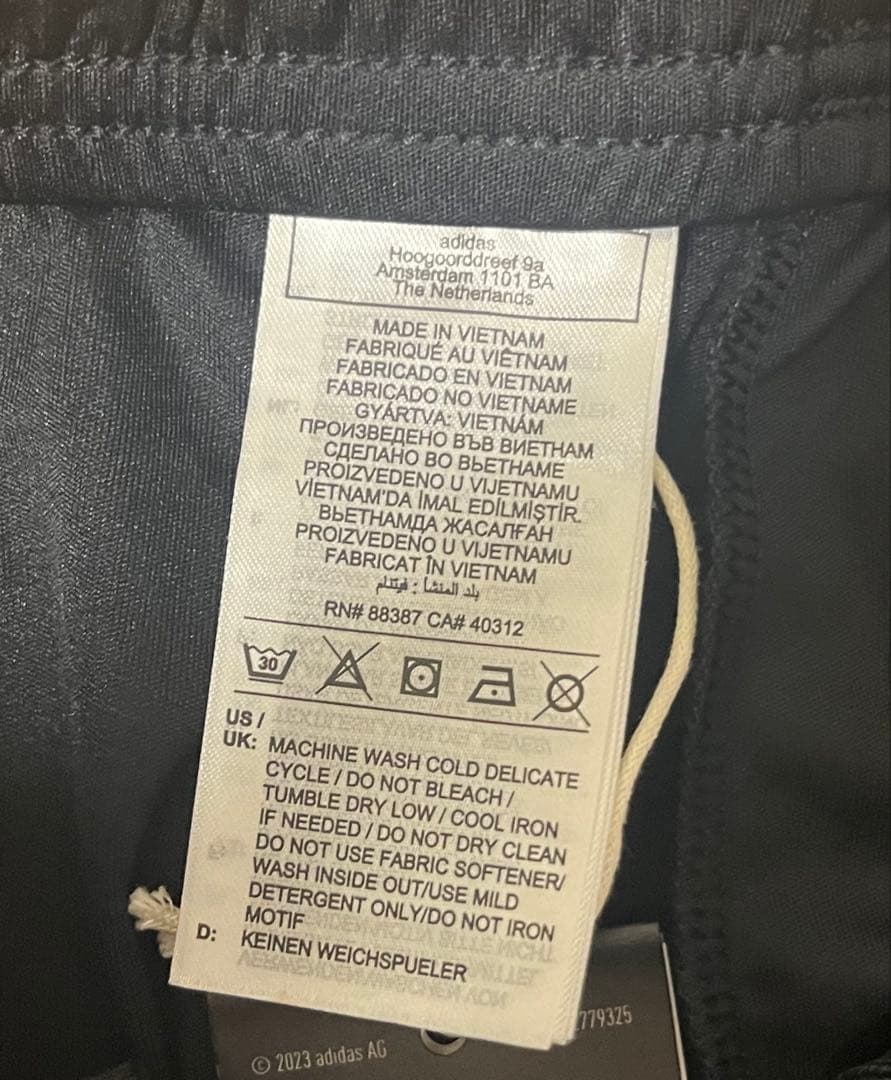 adidas
Hoogoorddreef 9a
Amsterdam 1101 BA
The Netherlands
MADE IN VIETNAM
FABRIQUÉ AU VIÊTNAM
FABRICADO EN VIETNAM
FABRICADO NO VIETNAME
GYÁRTVA: VIETNÁM
ПРОИЗВЕДЕНО ВЪВ ВИЕТНАМ
СДЕЛАНО ВО ВЬЕТНАМЕ
PROIZVEDENO U VIJETNAMU
VİETNAM'DA İMAL EDİLMİŞTİR.
ВЬЕТНАМДА ЖАСАЛҒАН
PROIZVEDENO U VIJETNAMU
FABRICAT ÎN VIETNAM
بلد المنشأ : فيتنام
RN# 88387 CA# 40312
30
US /
UK: MACHINE WASH COLD DELICATE
CYCLE / DO NOT BLEACH /
TUMBLE DRY LOW / COOL IRON
IF NEEDED / DO NOT DRY CLEAN
DO NOT USE FABRIC SOFTENER/
WASH INSIDE OUT/USE MILD
DETERGENT ONLY/DO NOT IRON
MOTIF
D: KEINEN WEICHSPUELER
779325
© 2023 adidas AG